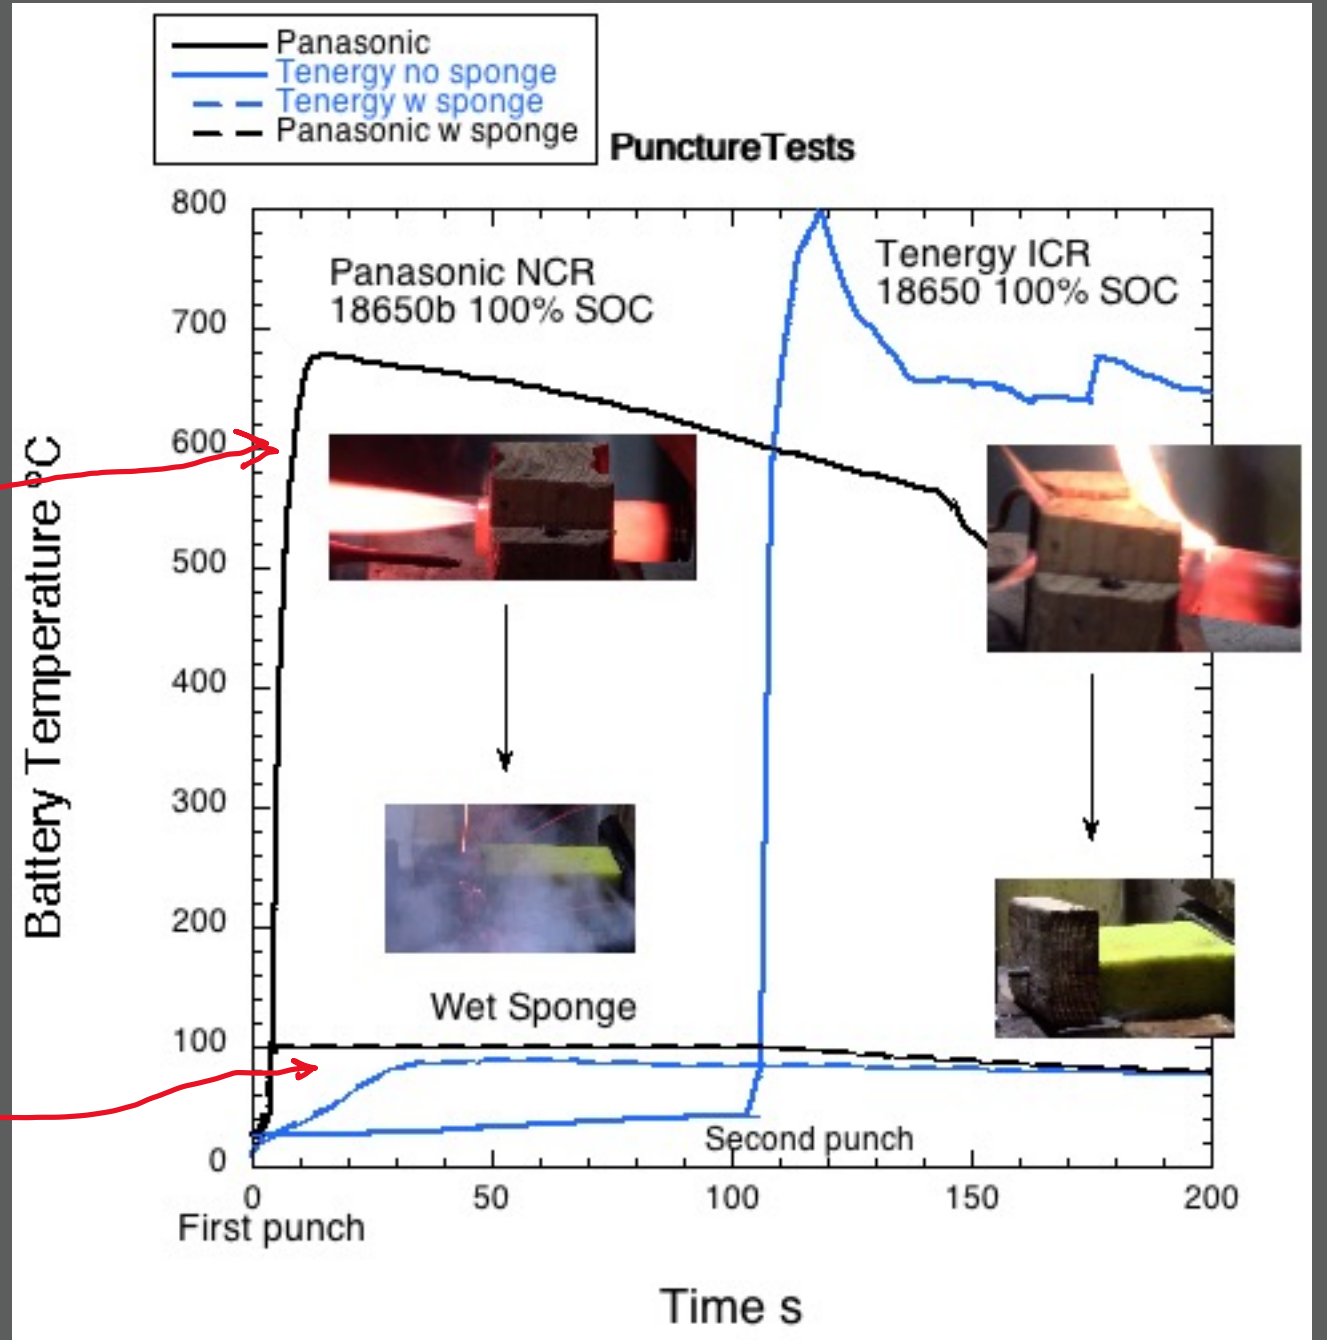 Panasonic
Tenergy no sponge
Tenergy w sponge
Panasonic w sponge
PunctureTests
800
700
600
500
400
300
200
100
0
Battery Temperature °C
Panasonic NCR
18650b 100% SOC
Tenergy ICR
18650 100% SOC
Wet Sponge
Second punch
0 50 100 150 200
First punch
Time s